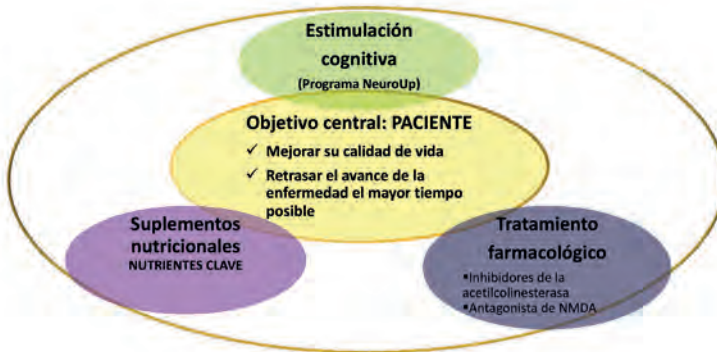 Estimulación
cognitiva
(Programa NeuroUp)
Objetivo central: PACIENTE
✓ Mejorar su calidad de vida
✓ Retrasar el avance de la
enfermedad el mayor tiempo
posible
Suplementos
nutricionales
NUTRIENTES CLAVE
Tratamiento
farmacológico
▪Inhibidores de la
acetilcolinesterasa
▪Antagonista de NMDA